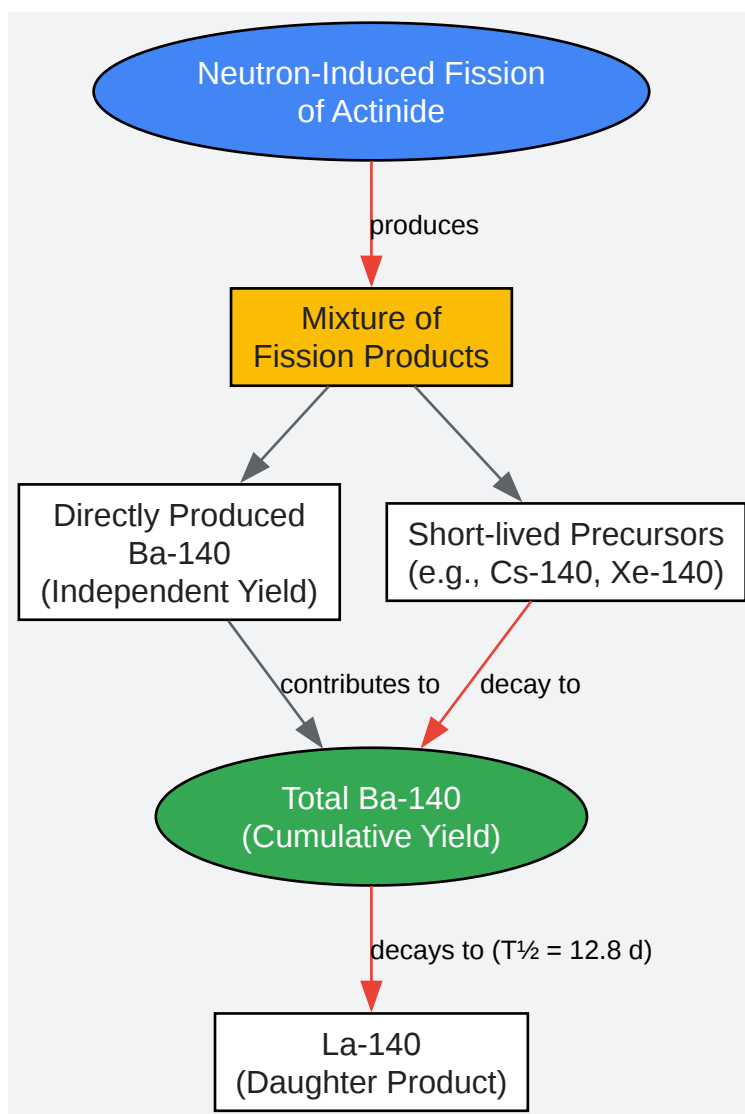 Neutron-Induced Fission
of Actinide
produces
Mixture of
Fission Products
Directly Produced
Ba-140
(Independent Yield)
Short-lived Precursors
(e.g., Cs-140, Xe-140)
contributes to
decay to
Total Ba-140
(Cumulative Yield)
decays to (T½ = 12.8 d)
La-140
(Daughter Product)